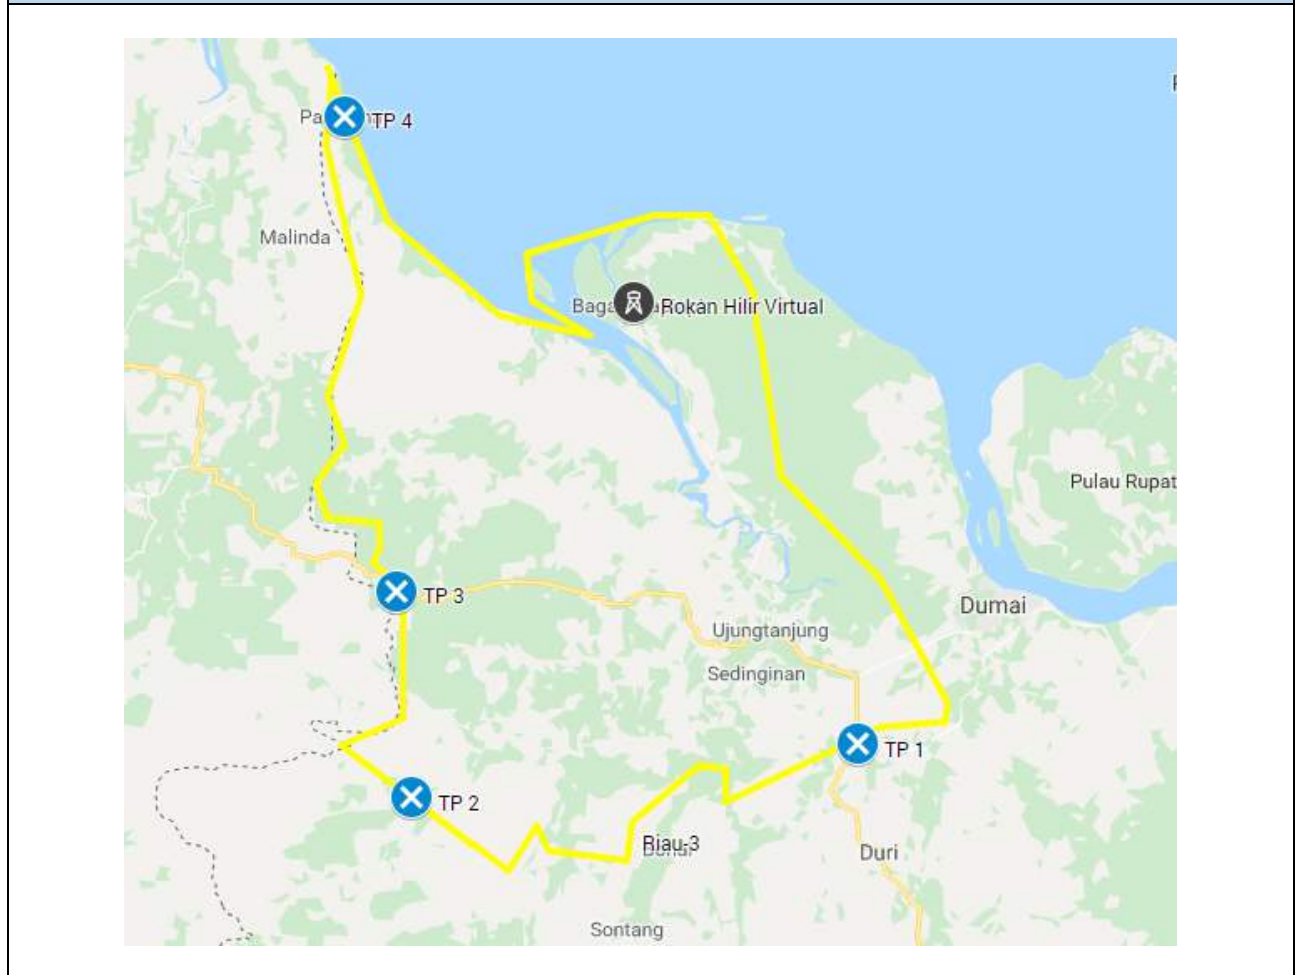 TP 4
Malinda
Rokan Hilir Virtual
Pulau Rupat
TP 3
Dumai
Ujungtanjung
Sedinginan
TP 1
TP 2
Riau-3
Duri
Sontang